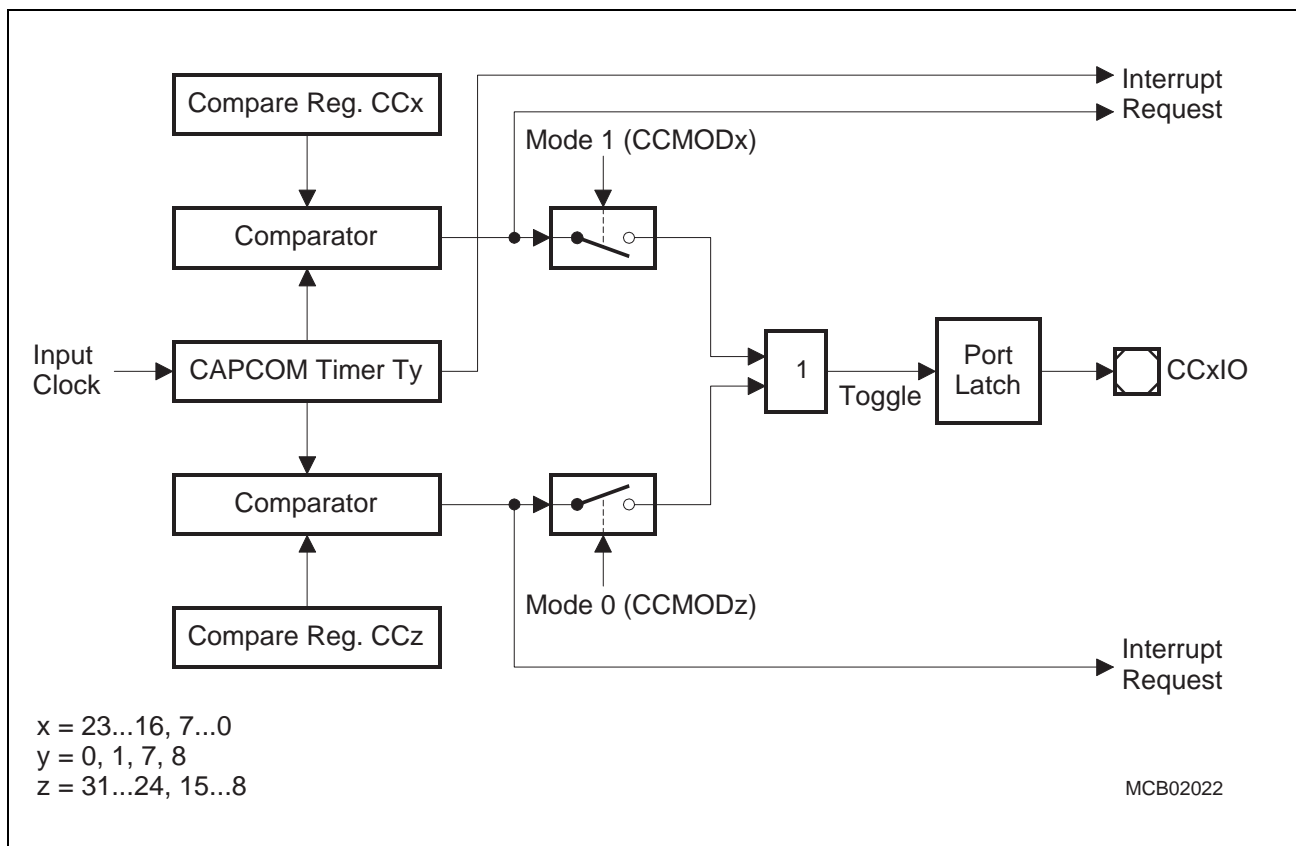 Compare Reg. CCx
Interrupt
Request
Mode 1 (CCMODx)
Comparator
Input
Clock
CAPCOM Timer Ty
1
Toggle
Port
Latch
CCxIO
Comparator
Mode 0 (CCMODz)
Compare Reg. CCz
Interrupt
Request
x = 23...16, 7...0
y = 0, 1, 7, 8
z = 31...24, 15...8
MCB02022